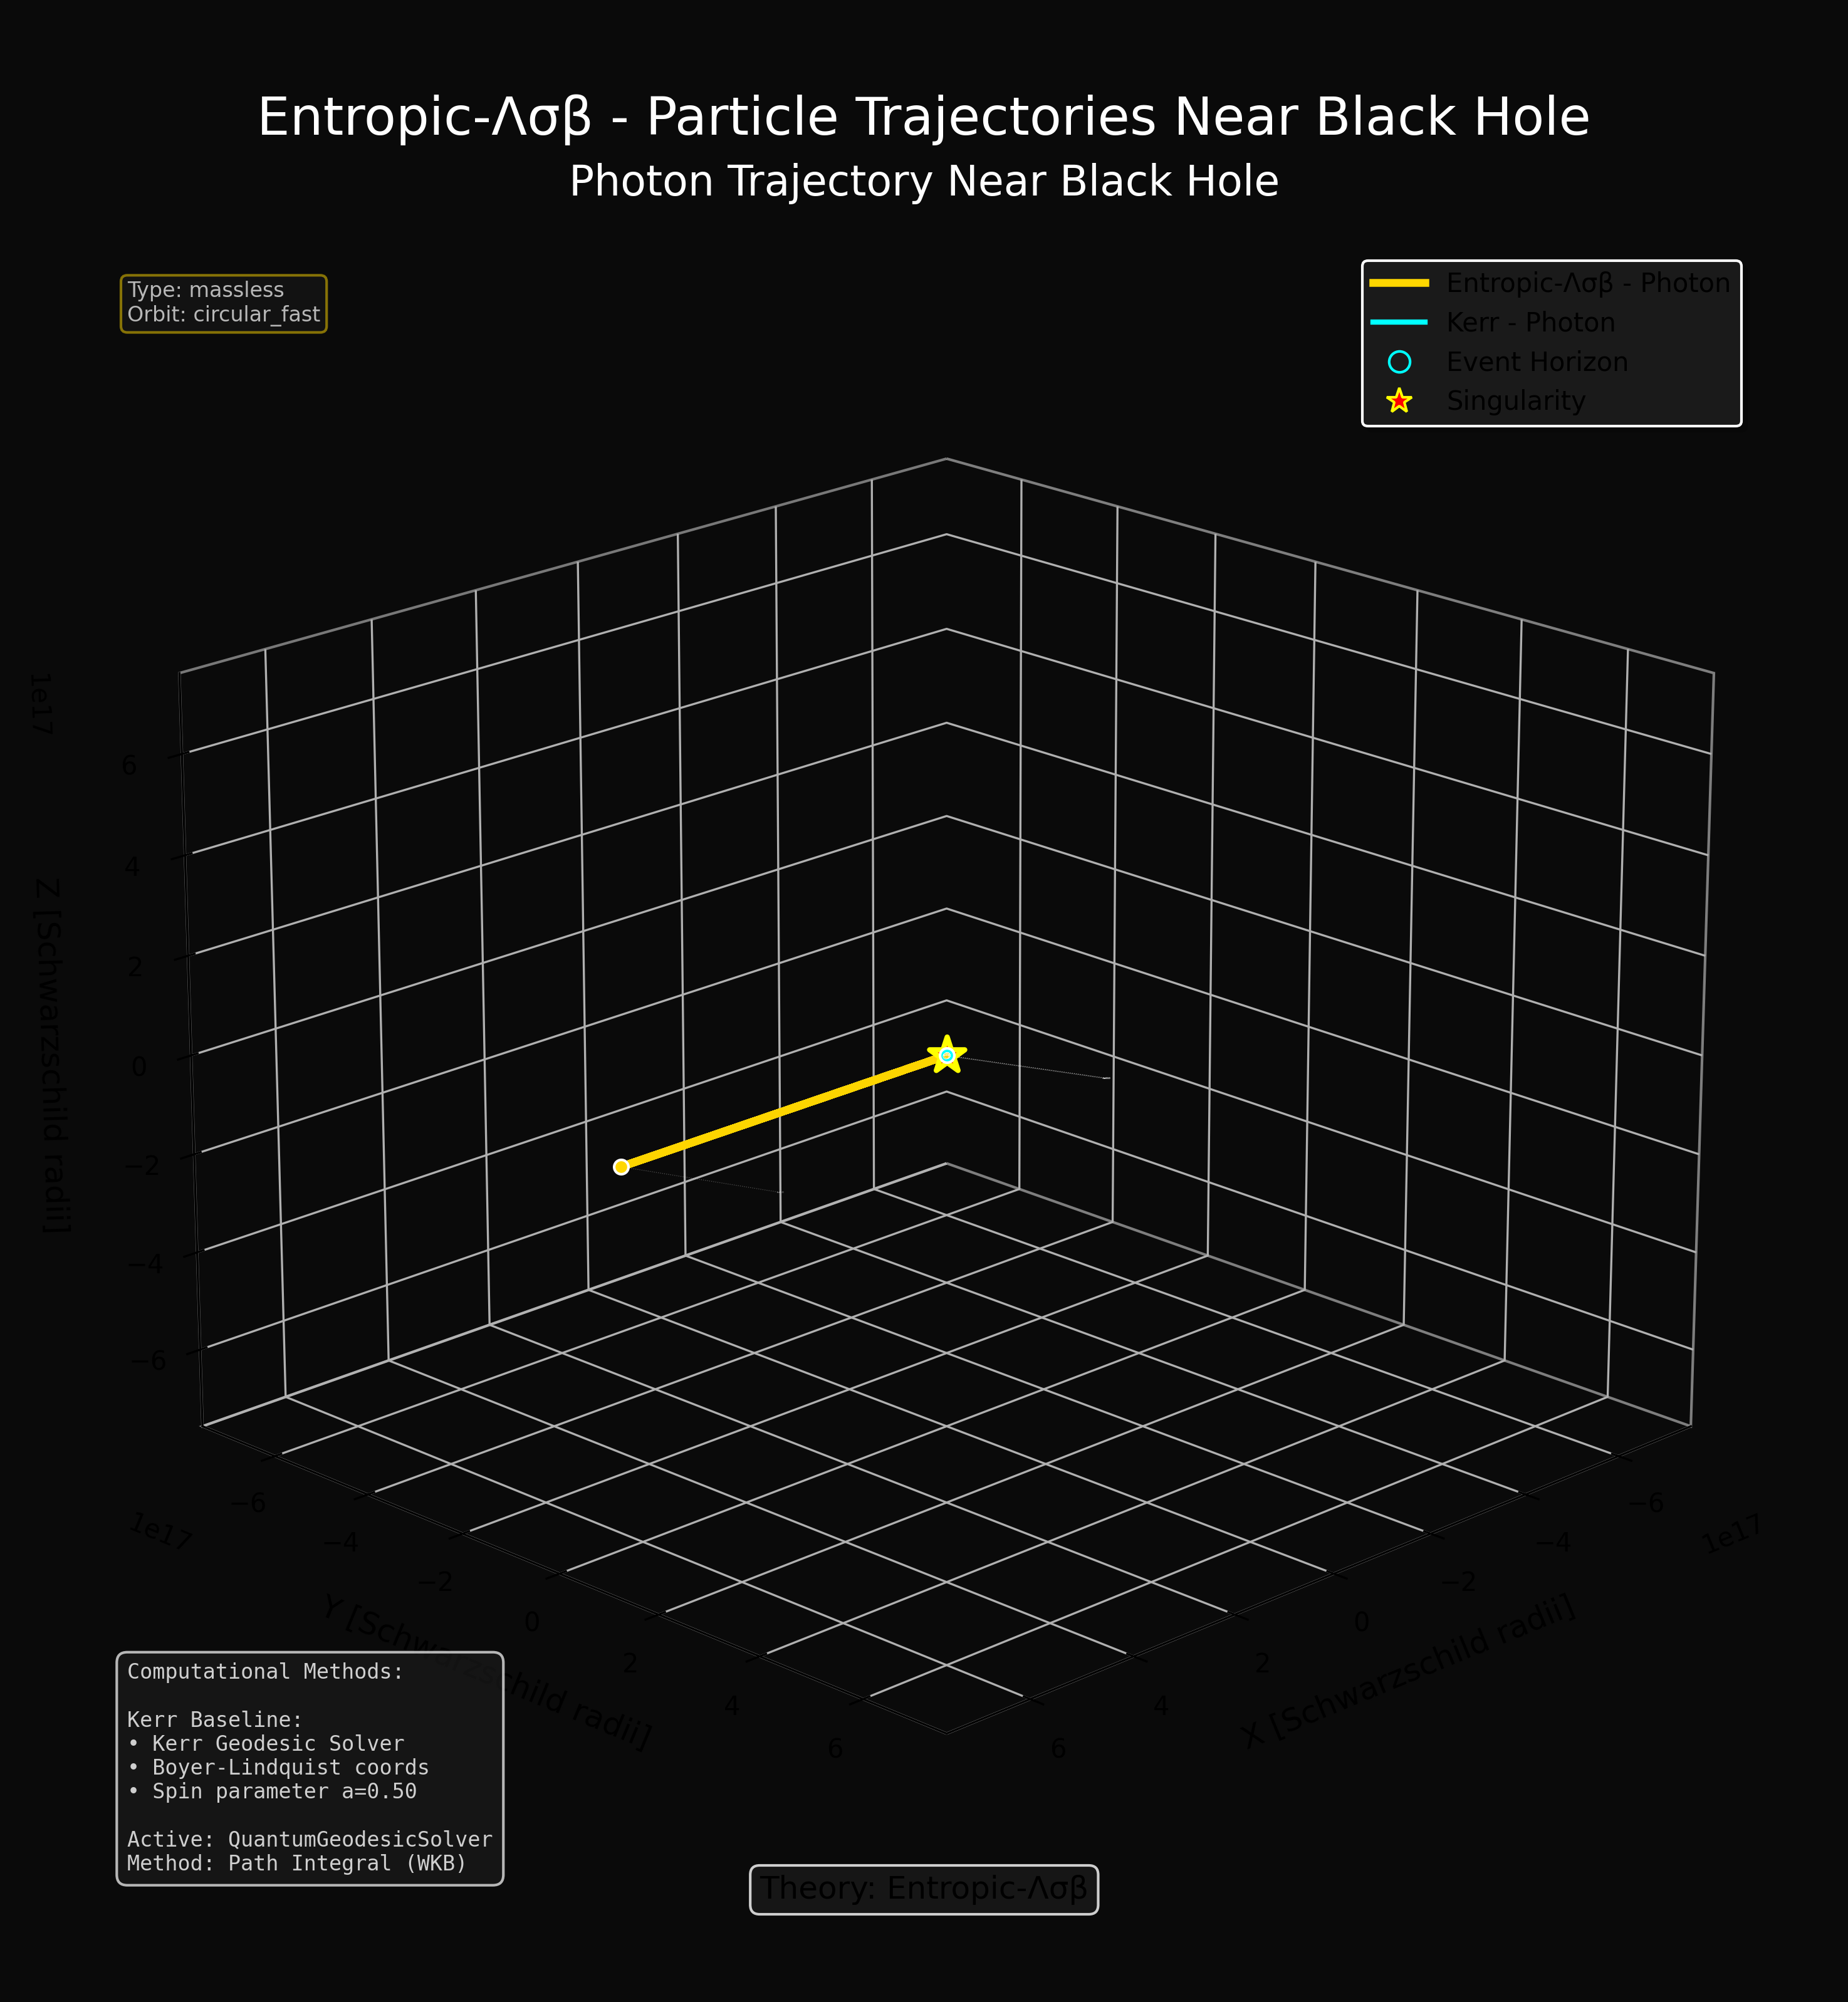 Entropic-Λσβ - Particle Trajectories Near Black Hole
Photon Trajectory Near Black Hole
Type: massless
Orbit: circular_fast
Entropic-Λσβ - Photon
Kerr - Photon
Event Horizon
Singularity
1e17
6
4
2
0
−2
−4
−6
Z [Schwarzschild radii]
1e17
−6
−4
−2
0
2
4
6
Y [Schwarzschild radii]
6
4
2
0
−2
−4
−6
1e17
X [Schwarzschild radii]
Computational Methods:
Kerr Baseline:
• Kerr Geodesic Solver
• Boyer-Lindquist coords
• Spin parameter a=0.50
Active: QuantumGeodesicSolver
Method: Path Integral (WKB)
Theory: Entropic-Λσβ